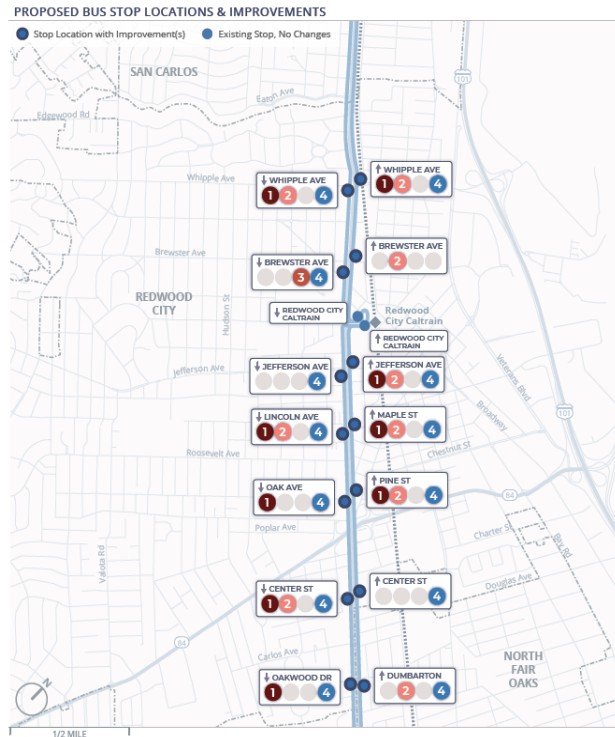 PROPOSED BUS STOP LOCATIONS & IMPROVEMENTS
Stop Location with Improvement(s)
Existing Stop, No Changes
SAN CARLOS
101
Eaton Ave
Edgewood Rd
Whipple Ave
↓ WHIPPLE AVE
1 2 4
↑ WHIPPLE AVE
1 2 4
Brewster Ave
↓ BREWSTER AVE
3 4
↑ BREWSTER AVE
2
REDWOOD
CITY
Hudson St
↓ REDWOOD CITY
CALTRAIN
Redwood
City Caltrain
↑ REDWOOD CITY
CALTRAIN
Jefferson Ave
↓ JEFFERSON AVE
4
↑ JEFFERSON AVE
1 2 4
Veterans Blvd
Broadway
101
↓ LINCOLN AVE
1 2 4
↑ MAPLE ST
1 2 4
Roosevelt Ave
Chestnut St
↓ OAK AVE
1 4
↑ PINE ST
1 2 4
84
Poplar Ave
Charter St
Bay Rd
Valota Rd
Douglas Ave
↓ CENTER ST
1 2 4
↑ CENTER ST
4
84
Carlos Ave
NORTH
FAIR
OAKS
↓ OAKWOOD DR
1 4
↑ DUMBARTON
2 4
N
1/2 MILE